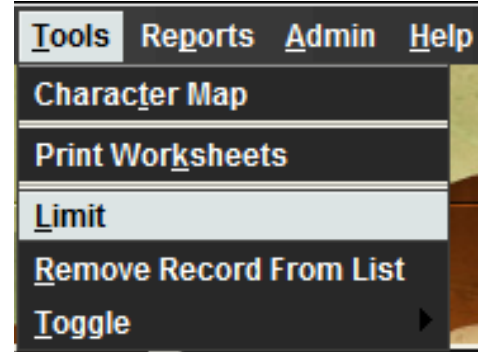 Tools Reports Admin Help
Character Map
Print Worksheets
Limit
Remove Record From List
Toggle